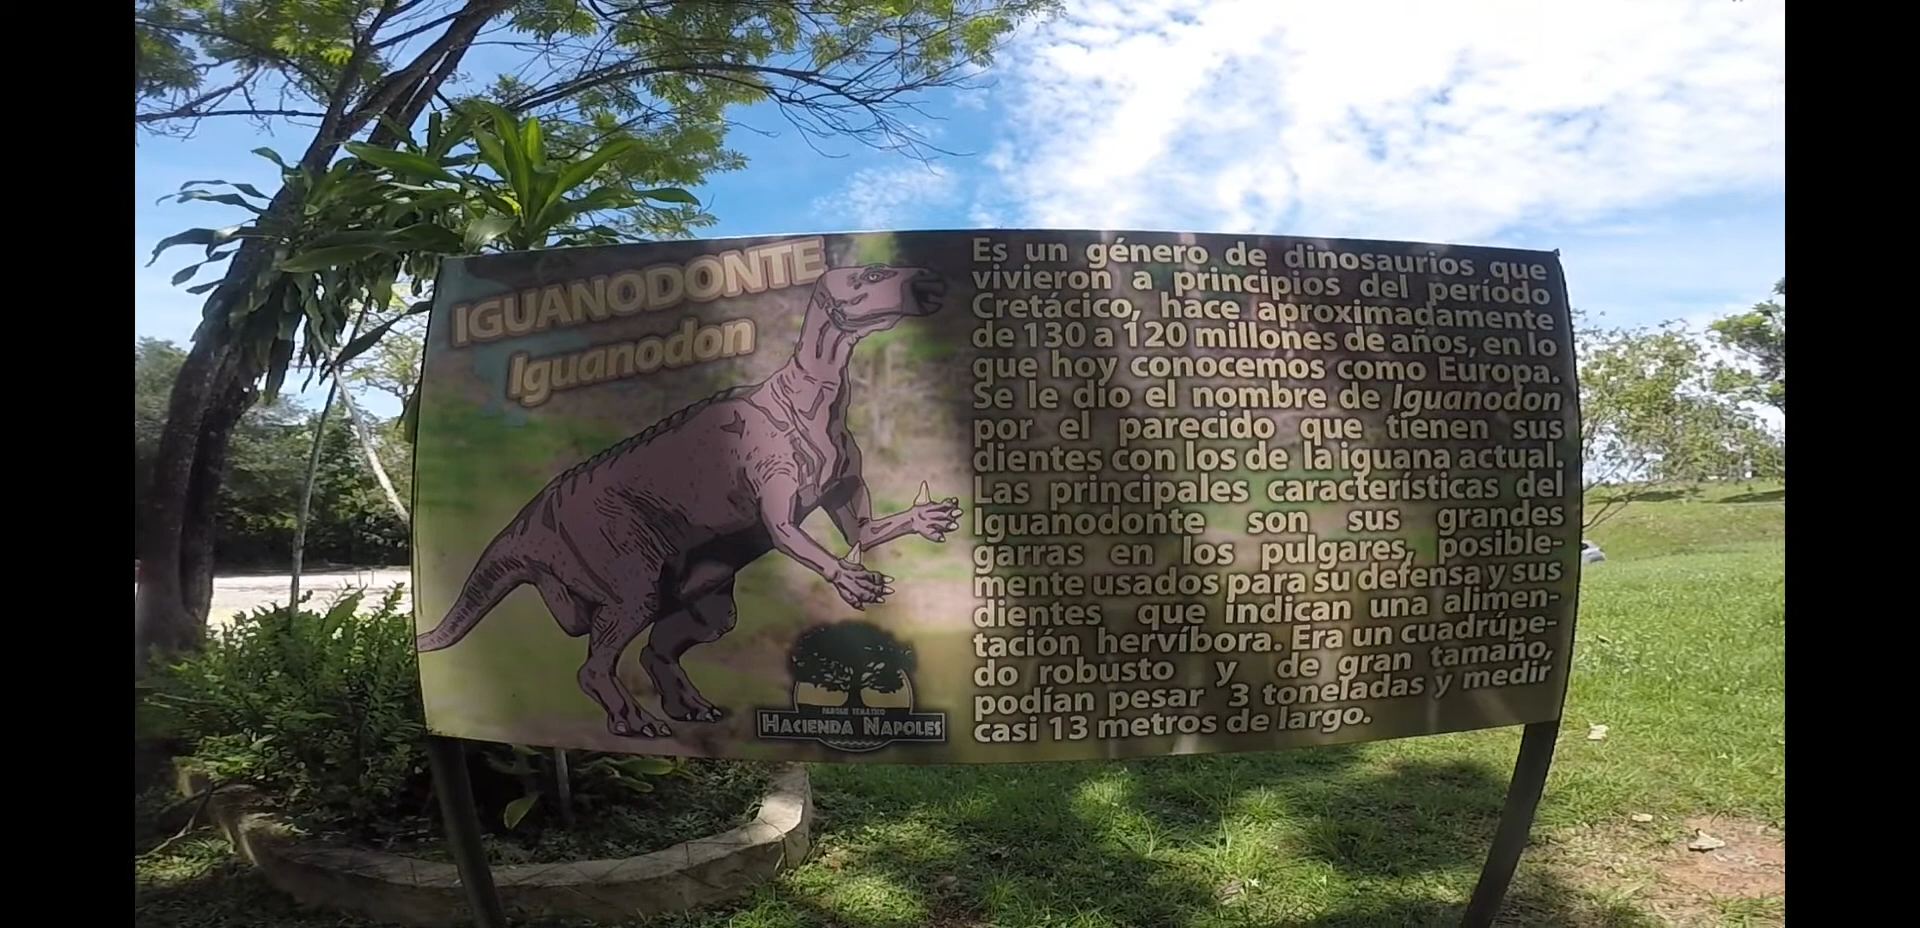 IGUANODONTE
Iguanodon
Es un género de dinosaurios que
vivieron a principios del período
Cretácico, hace aproximadamente
de 130 a 120 millones de años, en lo
que hoy conocemos como Europa.
Se le dio el nombre de Iguanodon
por el parecido que tienen sus
dientes con los de la iguana actual.
Las principales características del
Iguanodonte son sus grandes
garras en los pulgares, posible-
mente usados para su defensa y sus
dientes que indican una alimen-
tación hervíbora. Era un cuadrúpe-
do robusto y de gran tamaño,
podían pesar 3 toneladas y medir
casi 13 metros de largo.
PARQUE TEMÁTICO
HACIENDA NAPOLES